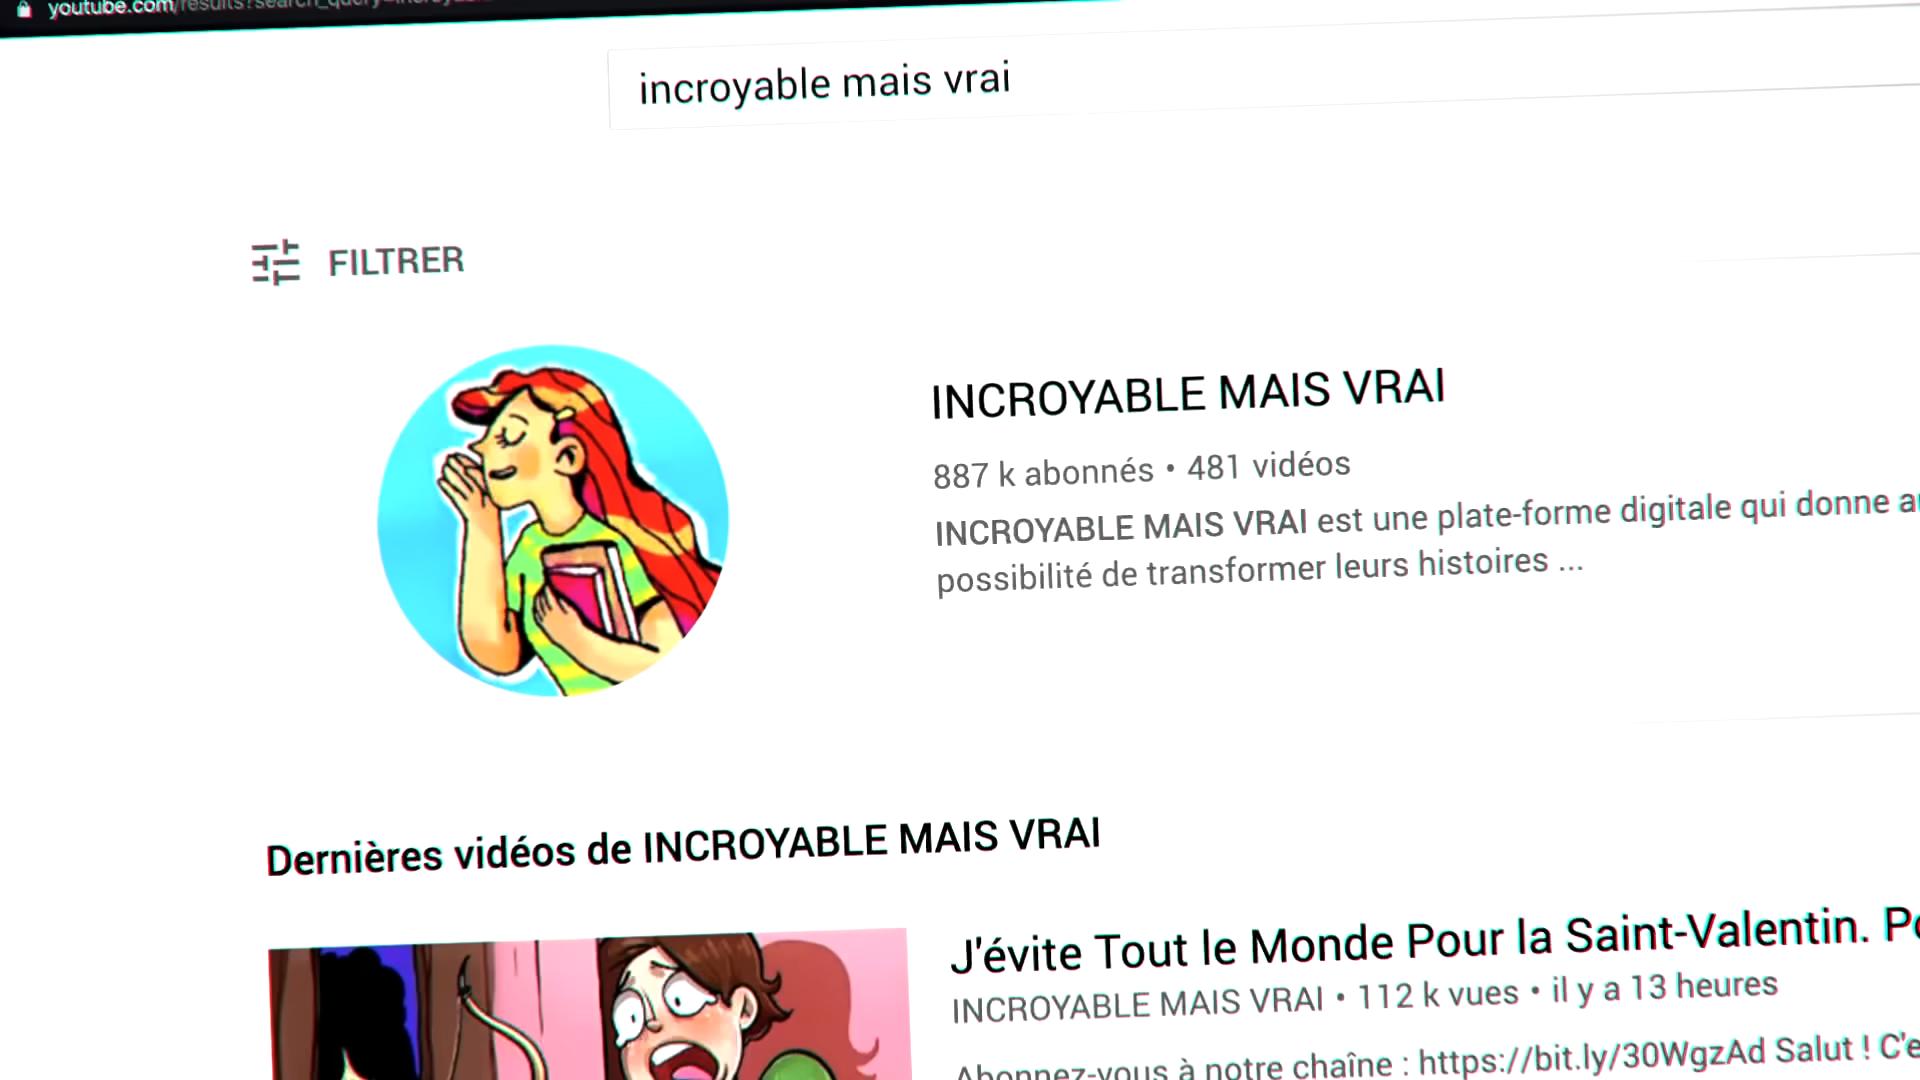 youtube.com/results?search_query=
incroyable mais vrai
FILTRER
INCROYABLE MAIS VRAI
887 k abonnés • 481 vidéos
INCROYABLE MAIS VRAI est une plate-forme digitale qui donne
possibilité de transformer leurs histoires ...
Dernières vidéos de INCROYABLE MAIS VRAI
J'évite Tout le Monde Pour la Saint-Valentin.
INCROYABLE MAIS VRAI • 112 k vues • il y a 13 heures
Abonnez-vous à notre chaîne : https://bit.ly/30WgzAd Salut !